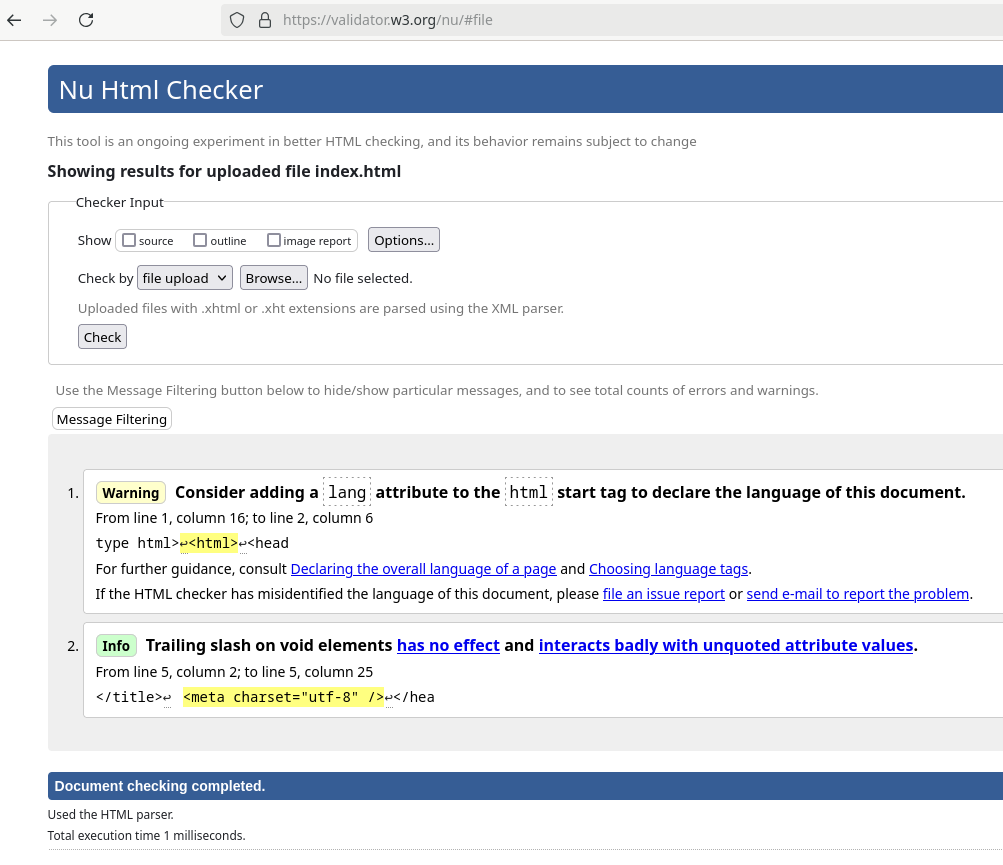 https://validator.w3.org/nu/#file
Nu Html Checker
This tool is an ongoing experiment in better HTML checking, and its behavior remains subject to change
Showing results for uploaded file index.html
Checker Input
Show source outline image report Options...
Check by file upload Browse... No file selected.
Uploaded files with .xhtml or .xht extensions are parsed using the XML parser.
Check
Use the Message Filtering button below to hide/show particular messages, and to see total counts of errors and warnings.
Message Filtering
1. Warning Consider adding a lang attribute to the html start tag to declare the language of this document.
From line 1, column 16; to line 2, column 6
type html>↩<html>↩<head
For further guidance, consult Declaring the overall language of a page and Choosing language tags.
If the HTML checker has misidentified the language of this document, please file an issue report or send e-mail to report the problem.
2. Info Trailing slash on void elements has no effect and interacts badly with unquoted attribute values.
From line 5, column 2; to line 5, column 25
</title>↩ <meta charset="utf-8" />↩</hea
Document checking completed.
Used the HTML parser.
Total execution time 1 milliseconds.